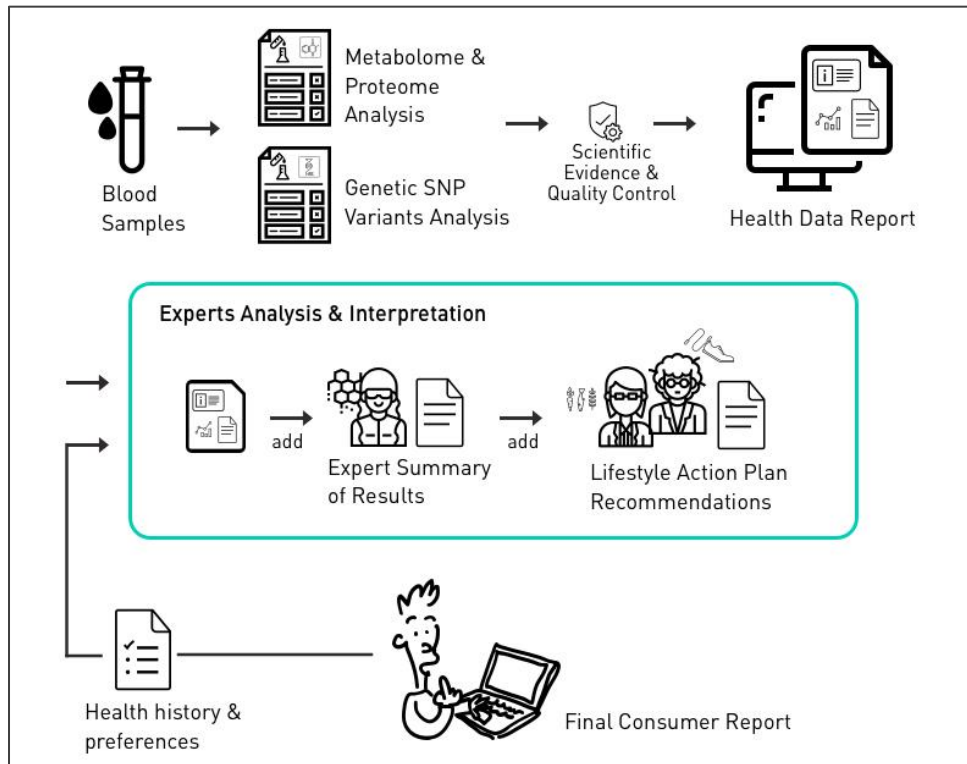 Metabolome &
Proteome
Analysis
Blood
Samples
Genetic SNP
Variants Analysis
Scientific
Evidence &
Quality Control
Health Data Report
Experts Analysis & Interpretation
add
Expert Summary
of Results
add
Lifestyle Action Plan
Recommendations
Health history &
preferences
Final Consumer Report